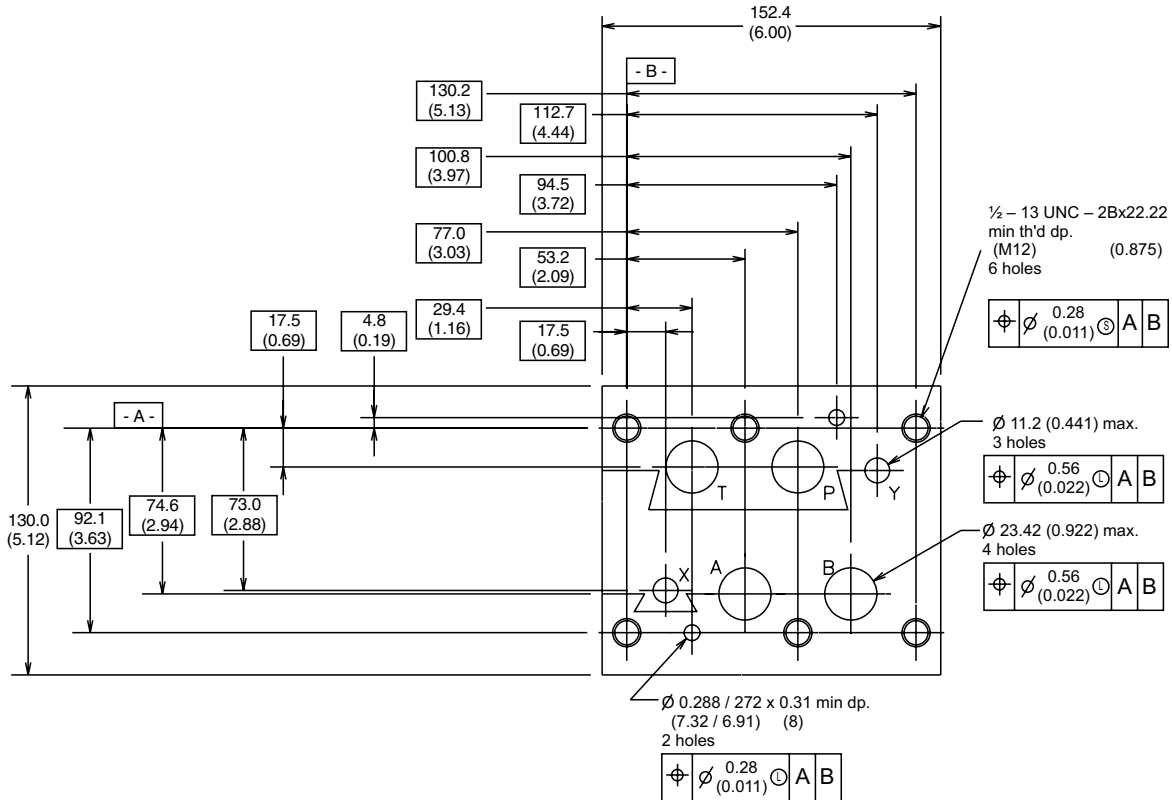 152.4
(6.00)
- B -
130.2
(5.13)
112.7
(4.44)
100.8
(3.97)
94.5
(3.72)
77.0
(3.03)
53.2
(2.09)
29.4
(1.16)
17.5
(0.69)
17.5
(0.69)
4.8
(0.19)
½ – 13 UNC – 2Bx22.22
min th'd dp.
(M12) (0.875)
6 holes
⌖ Ø 0.28 Ⓢ A B
(0.011)
- A -
130.0
(5.12)
92.1
(3.63)
74.6
(2.94)
73.0
(2.88)
T P Y
X A B
Ø 11.2 (0.441) max.
3 holes
⌖ Ø 0.56 Ⓛ A B
(0.022)
Ø 23.42 (0.922) max.
4 holes
⌖ Ø 0.56 Ⓛ A B
(0.022)
Ø 0.288 / 272 x 0.31 min dp.
(7.32 / 6.91) (8)
2 holes
⌖ Ø 0.28 Ⓛ A B
(0.011)